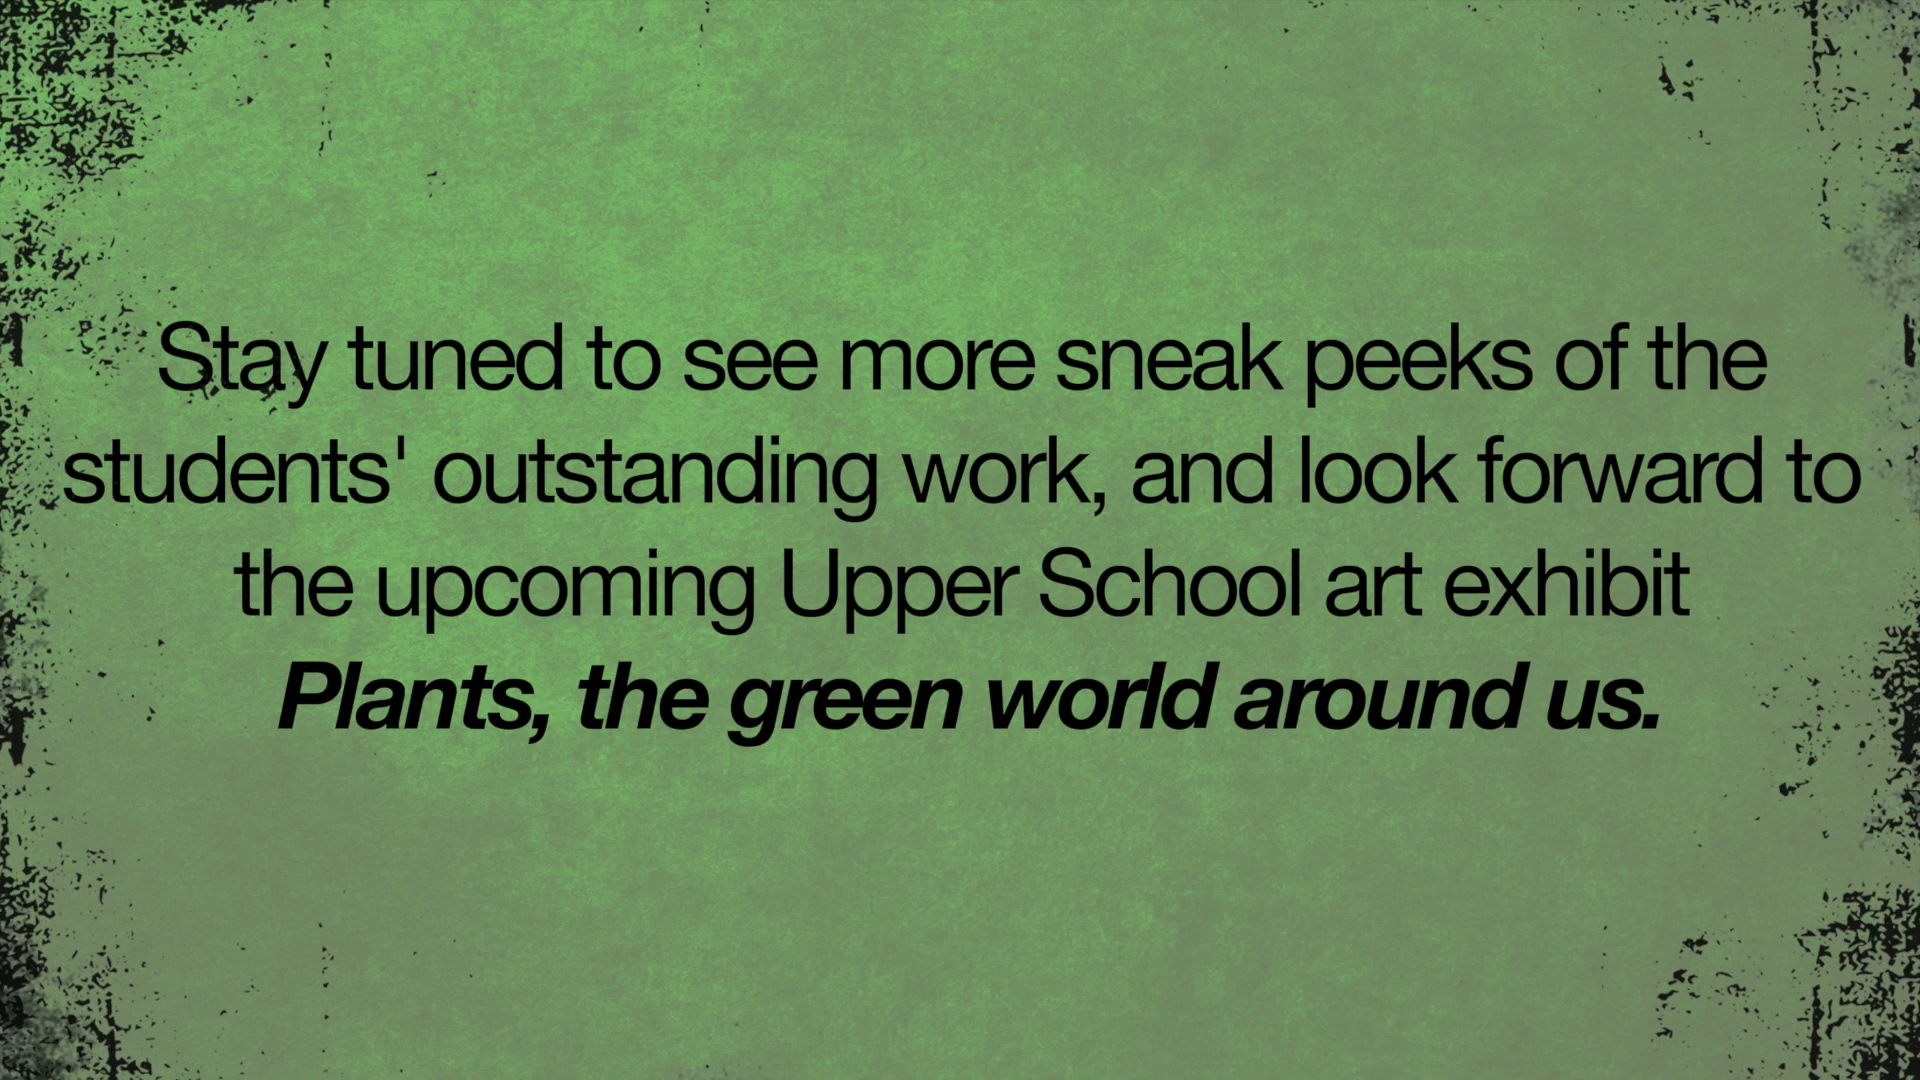 Stay tuned to see more sneak peeks of the
students' outstanding work, and look forward to
the upcoming Upper School art exhibit
Plants, the green world around us.